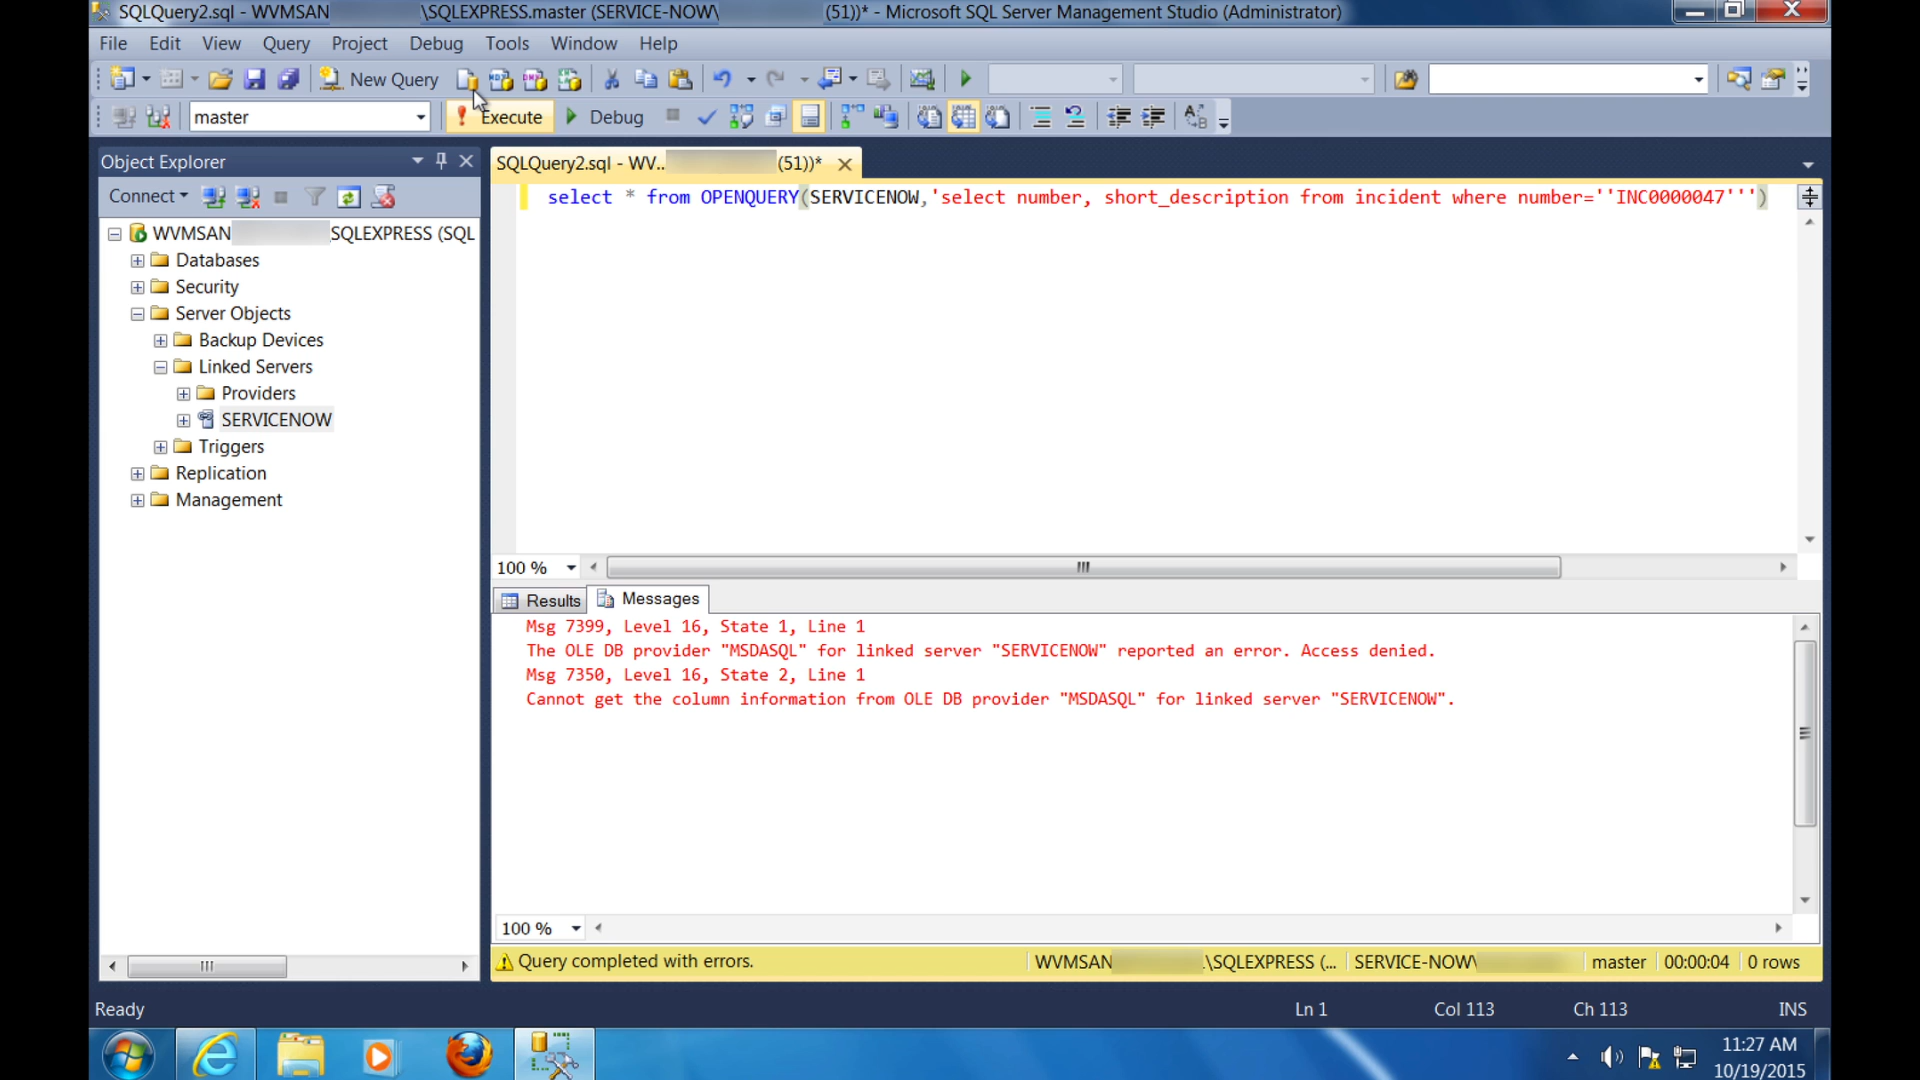 SQLQuery2.sql - WVMSAN \SQLEXPRESS.master (SERVICE-NOW\ (51))* - Microsoft SQL Server Management Studio (Administrator)
File Edit View Query Project Debug Tools Window Help
New Query
master Execute Debug
Object Explorer
SQLQuery2.sql - WV.. (51))*
Connect
select * from OPENQUERY(SERVICENOW,'select number, short_description from incident where number=''INC0000047''')
WVMSAN SQLEXPRESS (SQL
Databases
Security
Server Objects
Backup Devices
Linked Servers
Providers
SERVICENOW
Triggers
Replication
Management
100 %
Results Messages
Msg 7399, Level 16, State 1, Line 1
The OLE DB provider "MSDASQL" for linked server "SERVICENOW" reported an error. Access denied.
Msg 7350, Level 16, State 2, Line 1
Cannot get the column information from OLE DB provider "MSDASQL" for linked server "SERVICENOW".
100 %
Query completed with errors. WVMSAN .\SQLEXPRESS (... SERVICE-NOW\ master 00:00:04 0 rows
Ready Ln 1 Col 113 Ch 113 INS
11:27 AM
10/19/2015